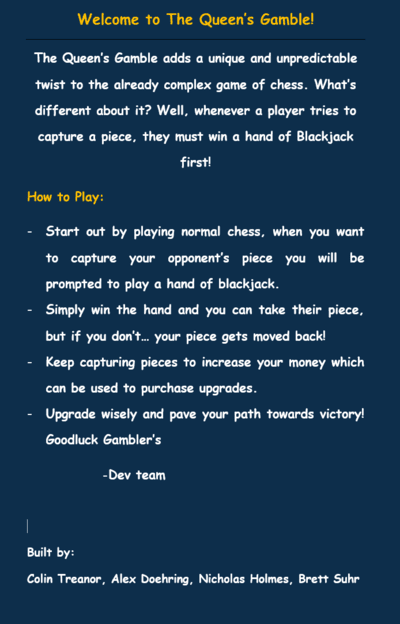 Welcome to The Queen's Gamble!
The Queen's Gamble adds a unique and unpredictable
twist to the already complex game of chess. What's
different about it? Well, whenever a player tries to
capture a piece, they must win a hand of Blackjack
first!
How to Play:
- Start out by playing normal chess, when you want
to capture your opponent's piece you will be
prompted to play a hand of blackjack.
- Simply win the hand and you can take their piece,
but if you don't... your piece gets moved back!
- Keep capturing pieces to increase your money which
can be used to purchase upgrades.
- Upgrade wisely and pave your path towards victory!
Goodluck Gambler's
-Dev team
Built by:
Colin Treanor, Alex Doehring, Nicholas Holmes, Brett Suhr